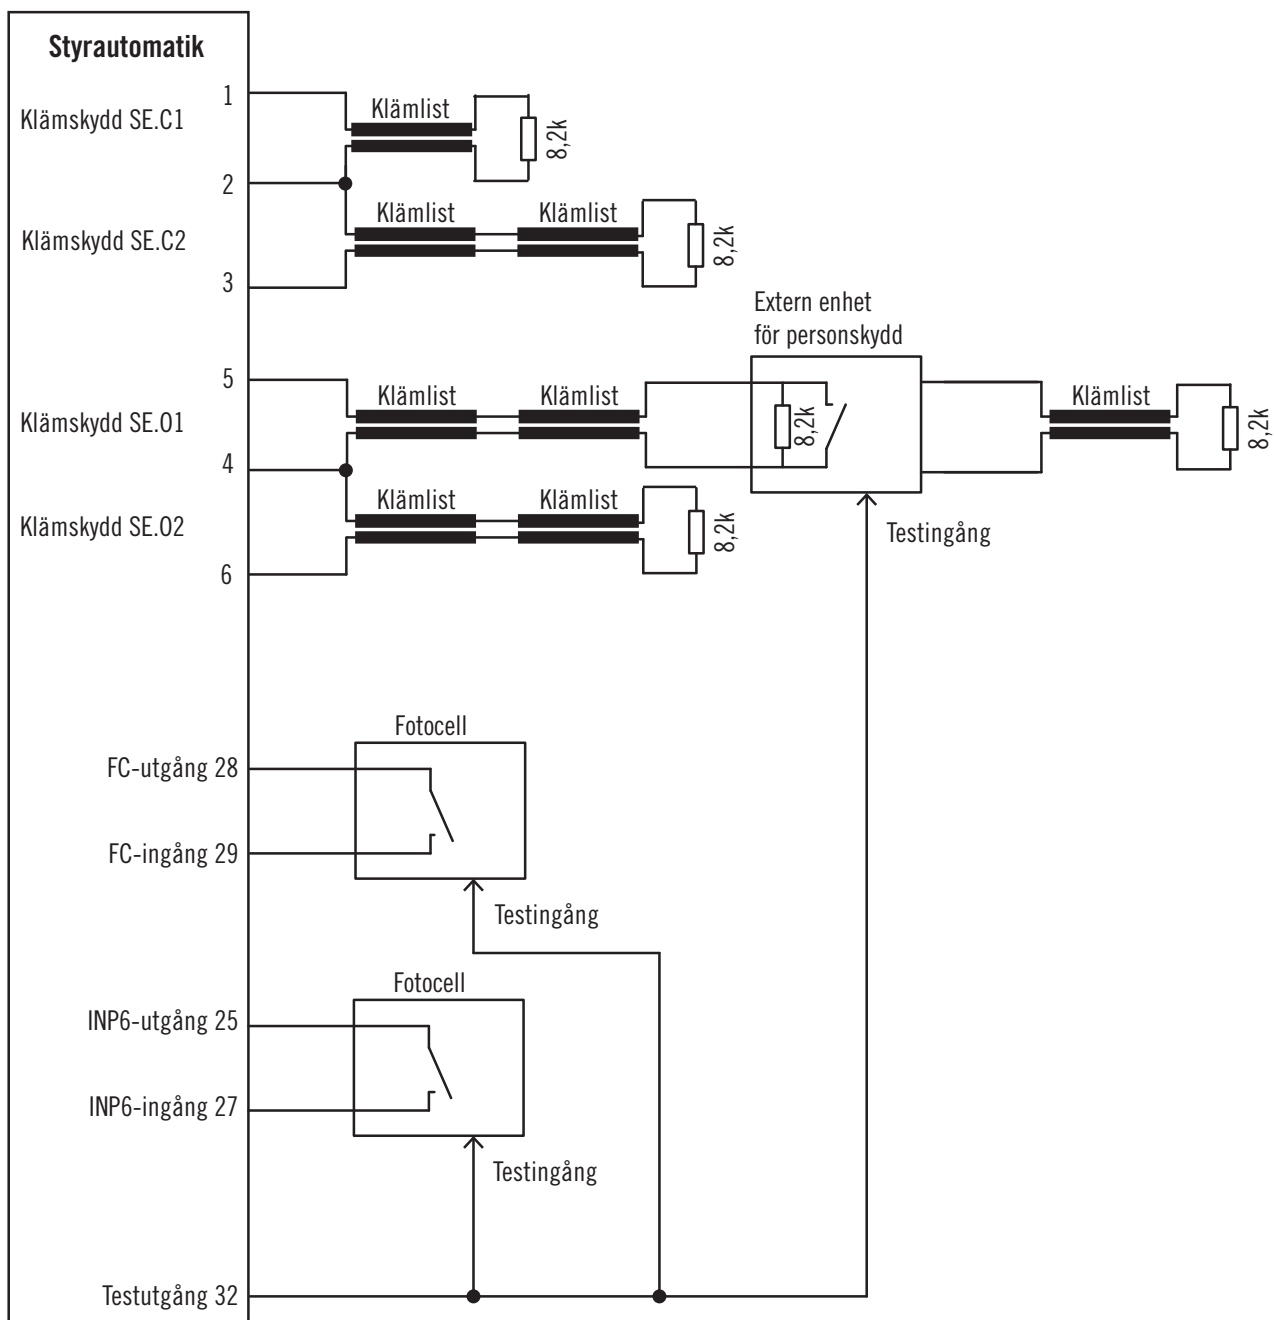 Styrautomatik
1
Klämskydd SE.C1
Klämlist
8,2k
2
Klämlist
Klämlist
Klämskydd SE.C2
8,2k
3
Extern enhet
för personskydd
5
Klämlist
Klämlist
Klämlist
Klämskydd SE.O1
8,2k
8,2k
4
Klämlist
Klämlist
Klämskydd SE.O2
8,2k
Testingång
6
Fotocell
FC-utgång 28
FC-ingång 29
Testingång
Fotocell
INP6-utgång 25
INP6-ingång 27
Testingång
Testutgång 32